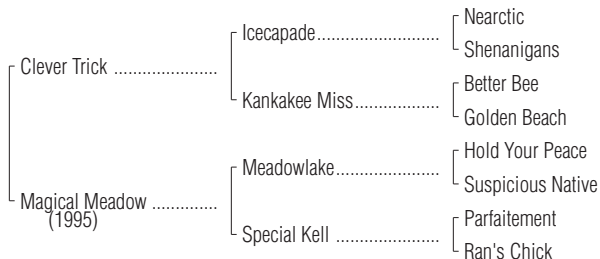 Nearctic
Icecapade....................
Shenanigans
Clever Trick .................
Better Bee
Kankakee Miss..............
Golden Beach
Hold Your Peace
Meadowlake.................
Suspicious Native
Magical Meadow .............
(1995)
Parfaitement
Special Kell .................
Ran's Chick